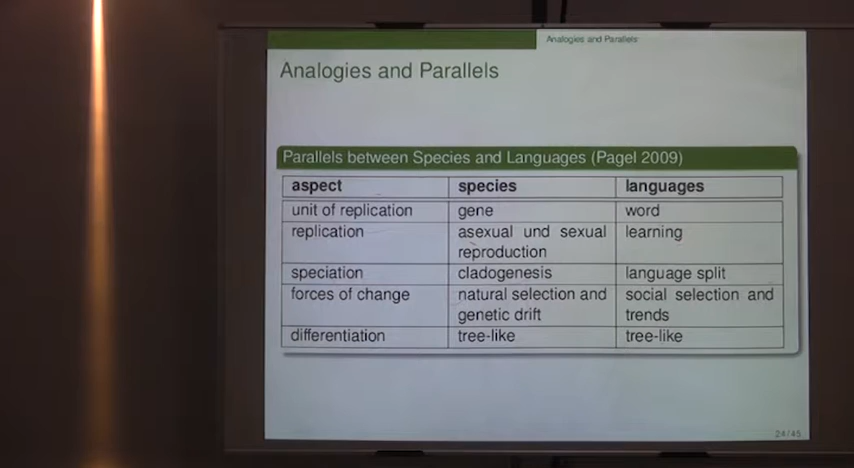 Analogies and Parallels
Analogies and Parallels
Parallels between Species and Languages (Pagel 2009)
aspect species languages
unit of replication gene word
replication asexual und sexual learning
reproduction
speciation cladogenesis language split
forces of change natural selection and social selection and
genetic drift trends
differentiation tree-like tree-like
24/45